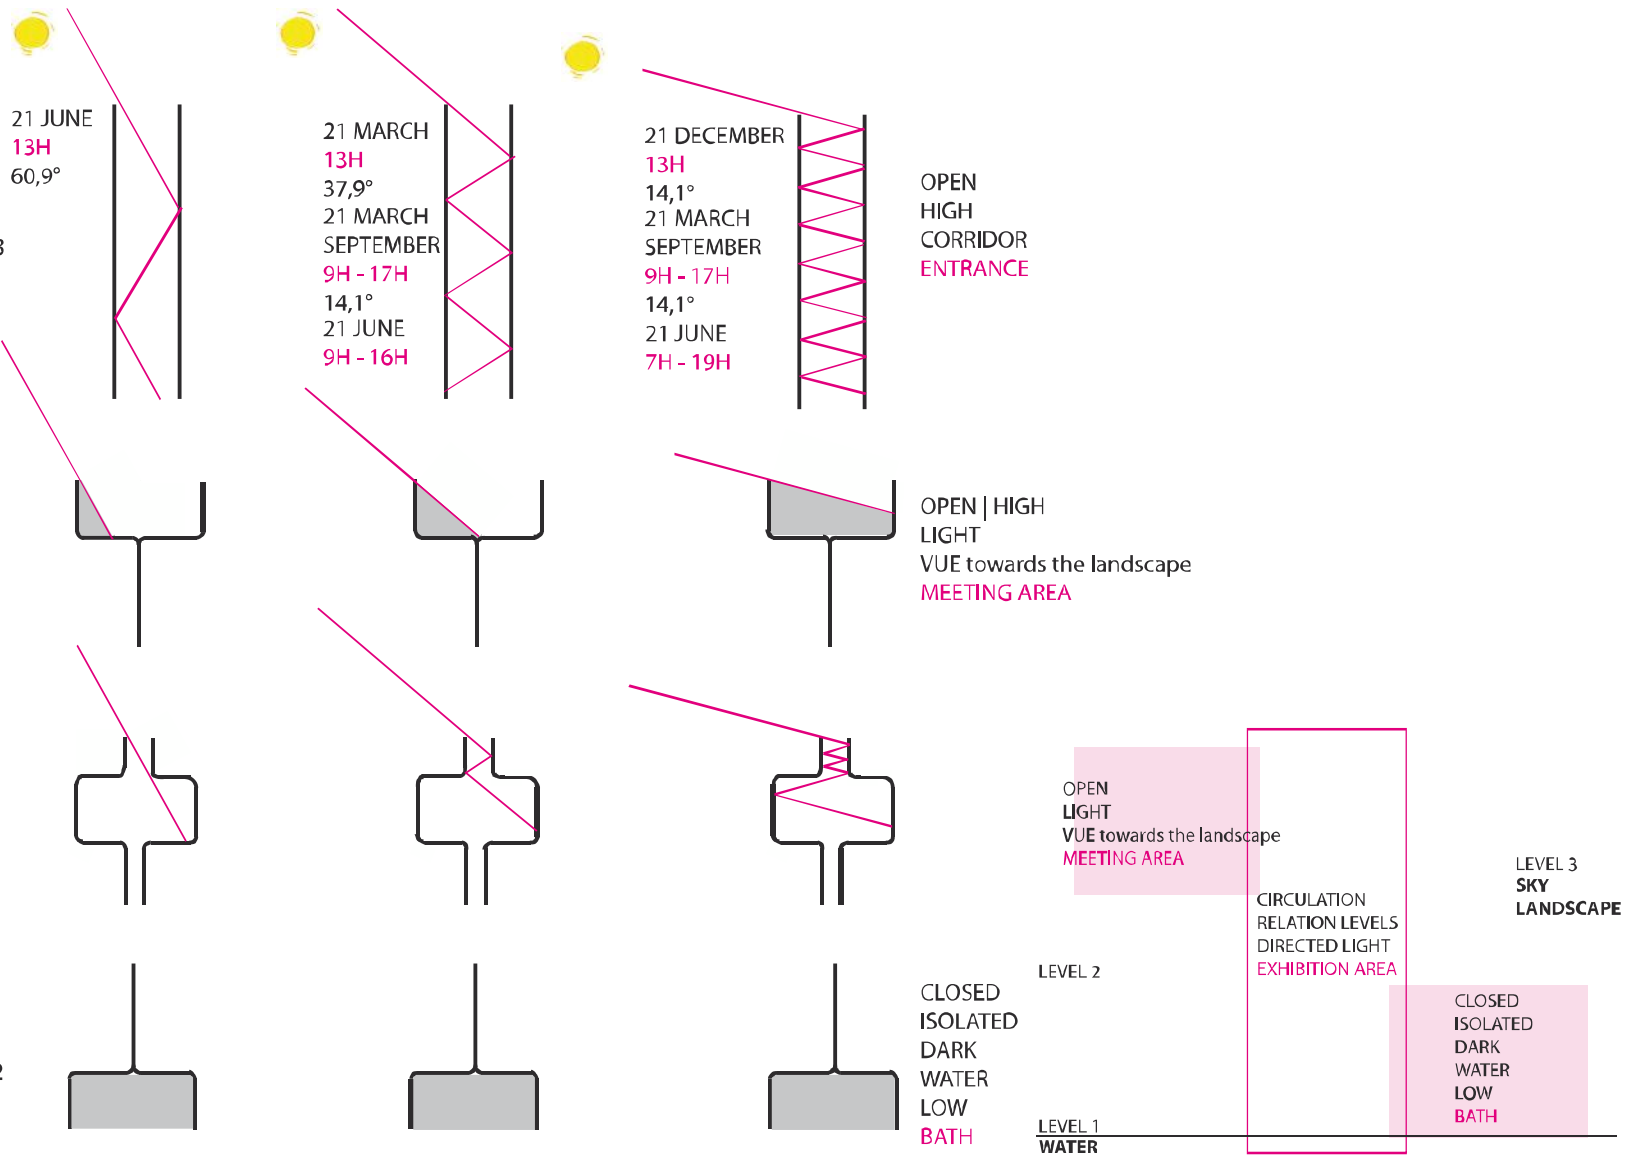 21 JUNE
13H
60,9°
3
21 MARCH
13H
37,9°
21 MARCH
SEPTEMBER
9H - 17H
14,1°
21 JUNE
9H - 16H
21 DECEMBER
13H
14,1°
21 MARCH
SEPTEMBER
9H - 17H
14,1°
21 JUNE
7H - 19H
OPEN
HIGH
CORRIDOR
ENTRANCE
OPEN | HIGH
LIGHT
VUE towards the landscape
MEETING AREA
CLOSED
ISOLATED
DARK
WATER
LOW
BATH
2
OPEN
LIGHT
VUE towards the landscape
MEETING AREA
CIRCULATION
RELATION LEVELS
DIRECTED LIGHT
EXHIBITION AREA
LEVEL 3
SKY
LANDSCAPE
LEVEL 2
CLOSED
ISOLATED
DARK
WATER
LOW
BATH
LEVEL 1
WATER